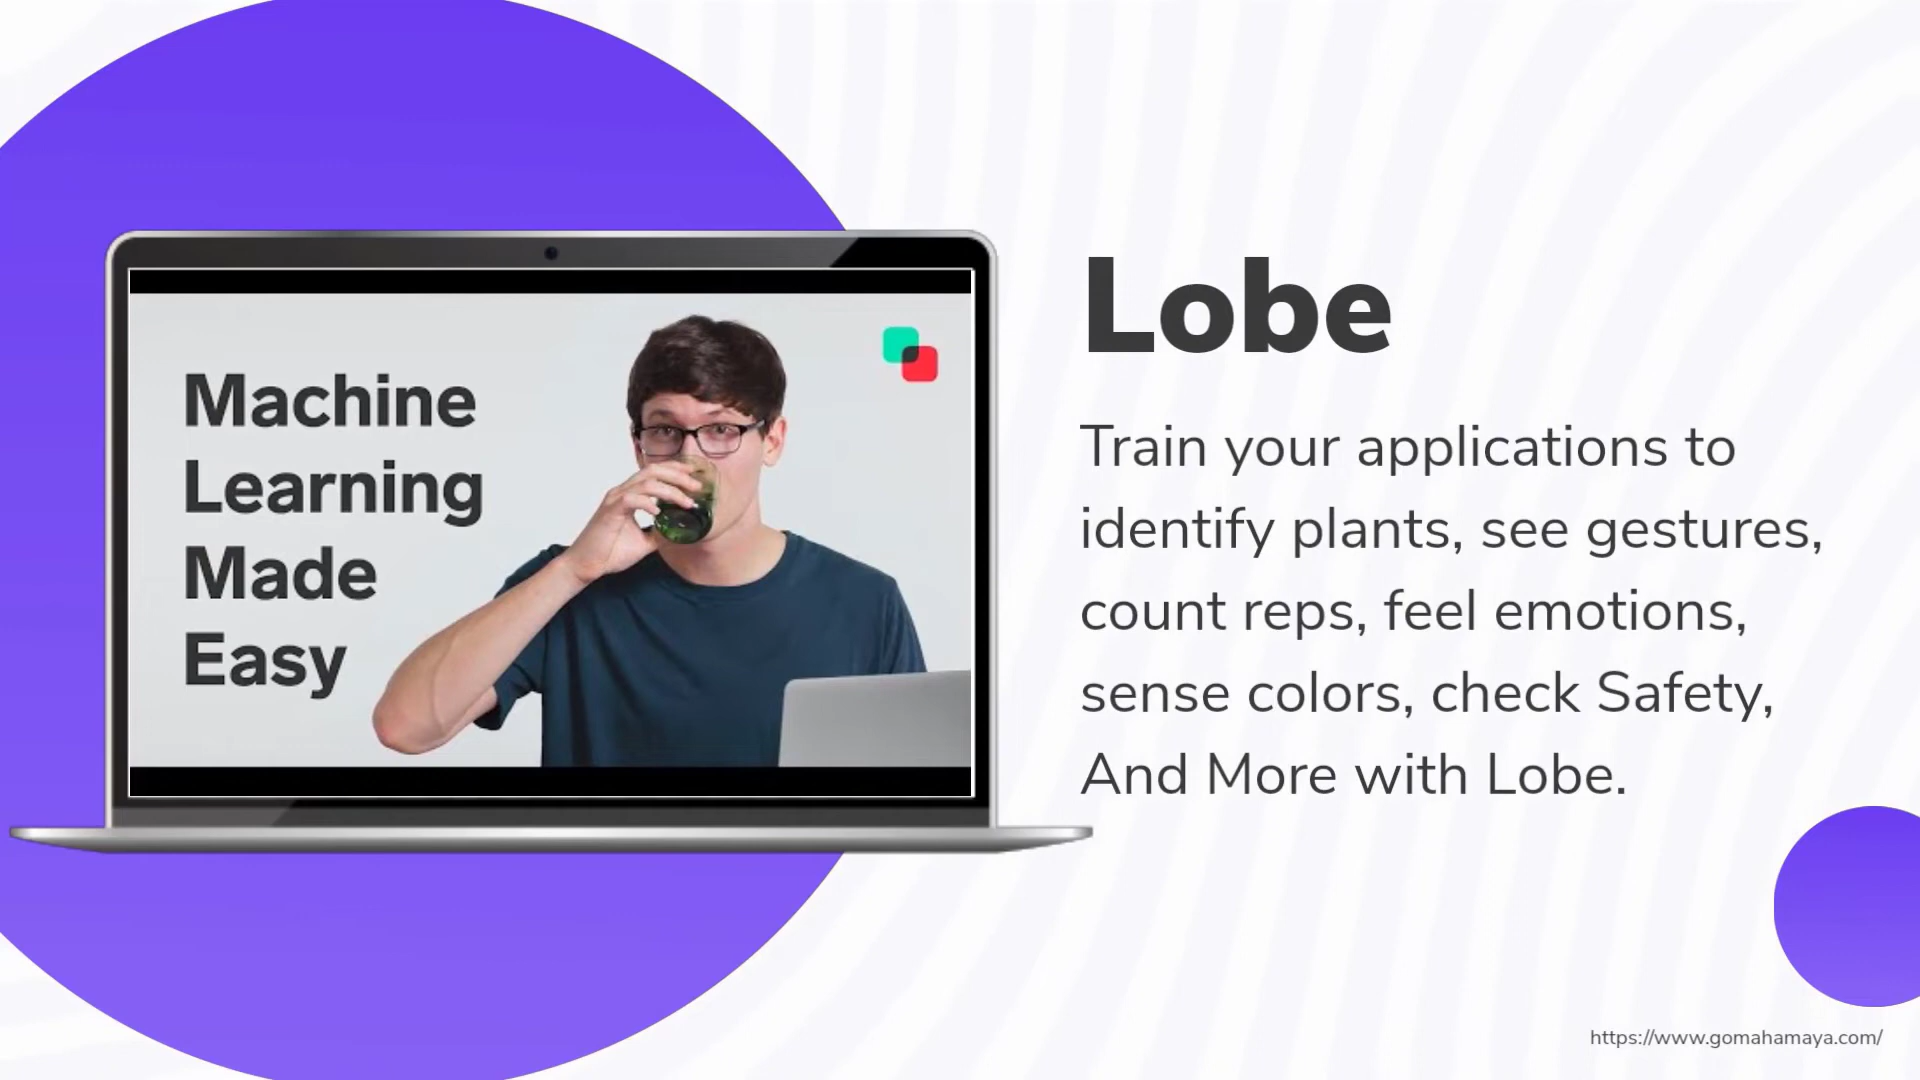 Machine
Learning
Made
Easy
Lobe
Train your applications to
identify plants, see gestures,
count reps, feel emotions,
sense colors, check Safety,
And More with Lobe.
https://www.gomahamaya.com/